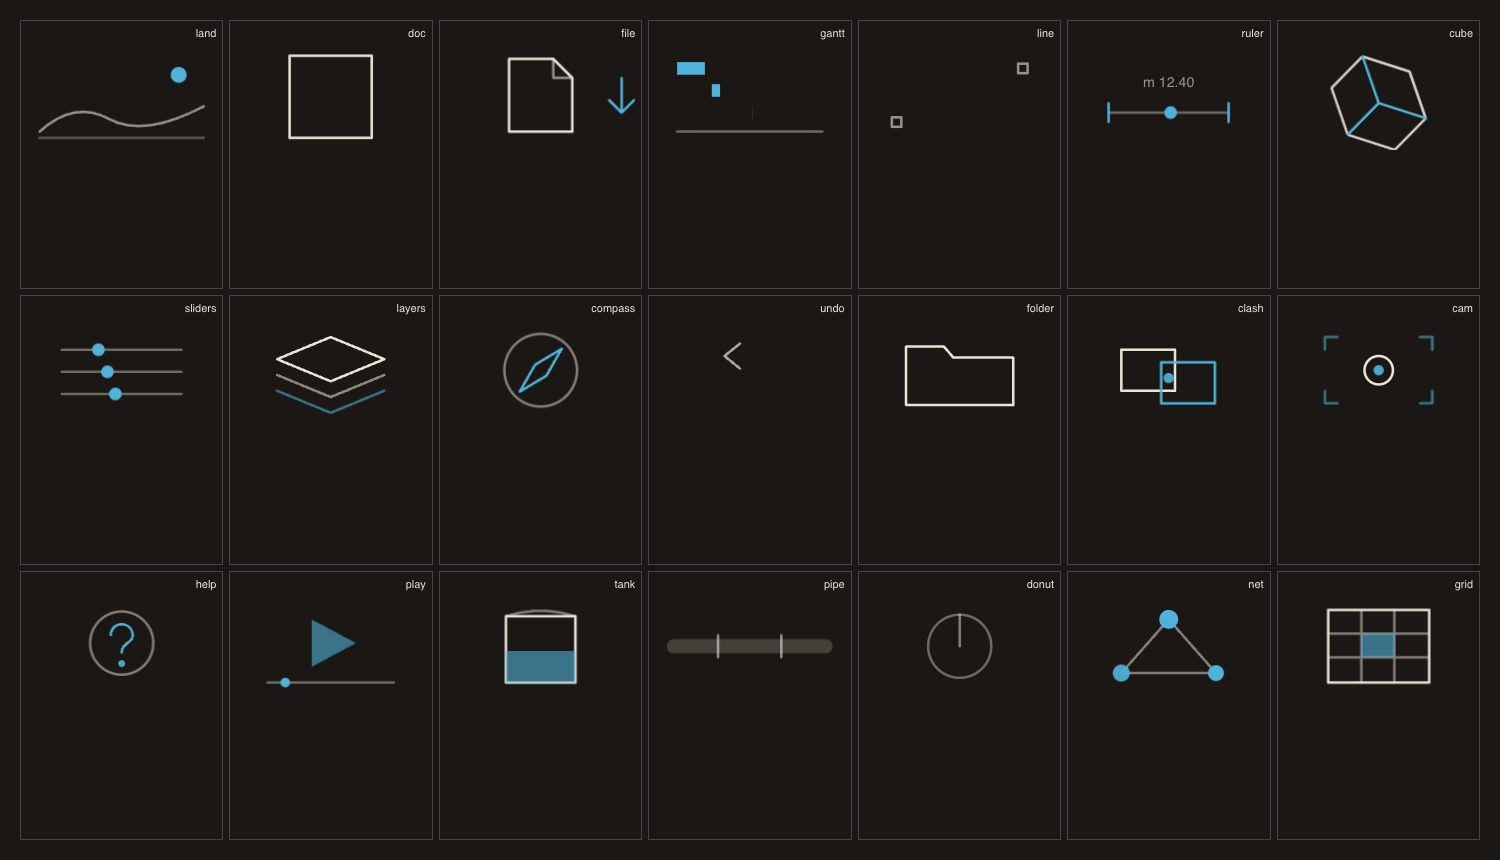 land
doc
file
gantt
line
ruler
m 12.40
cube
sliders
layers
compass
undo
folder
clash
cam
help
?
play
tank
pipe
donut
net
grid